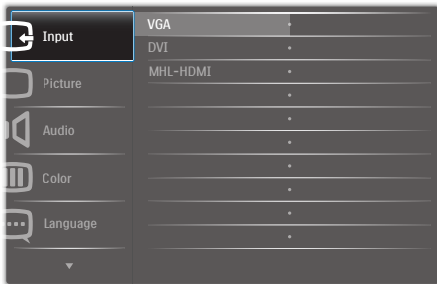 Input
Picture
Audio
Color
Language
VGA
DVI
MHL-HDMI